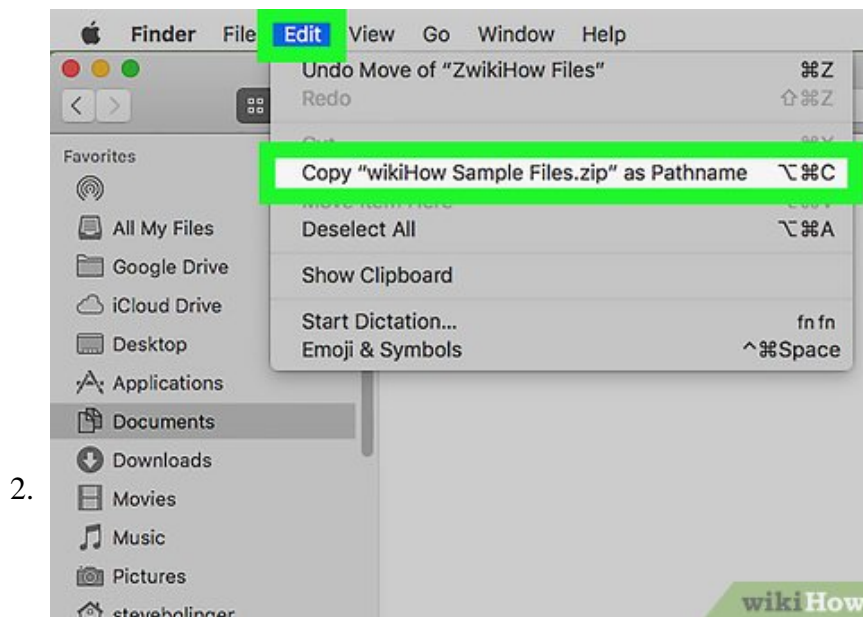 Finder File Edit View Go Window Help
Undo Move of “ZwikiHow Files” ⌘Z
Redo ⇧⌘Z
Copy “wikiHow Sample Files.zip” as Pathname ⌥⌘C
Deselect All ⌥⌘A
Show Clipboard
Start Dictation... fn fn
Emoji & Symbols ^⌘Space
Favorites
All My Files
Google Drive
iCloud Drive
Desktop
Applications
Documents
Downloads
2.
Movies
Music
Pictures
stevebolinger
wikiHow